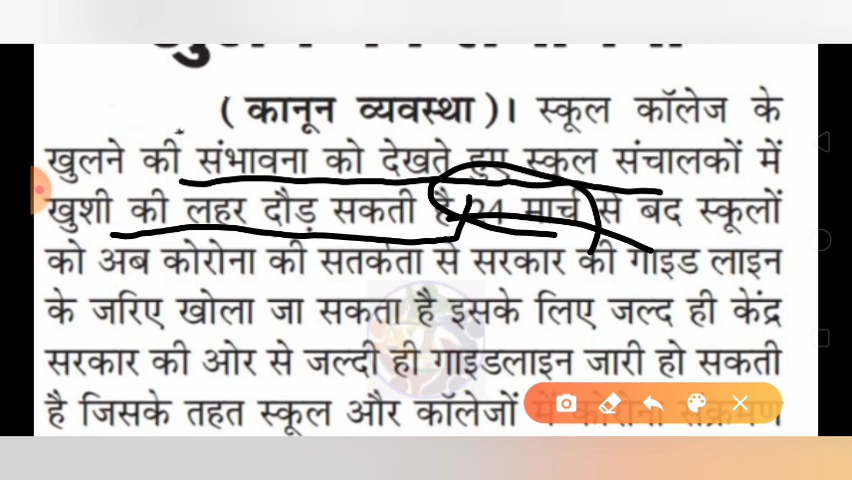 ( कानून व्यवस्था )। स्कूल कॉलेज के
खुलने की संभावना को देखते हुए स्कूल संचालकों में
खुशी की लहर दौड़ सकती है 24 मार्च से बंद स्कूलों
को अब कोरोना की सतर्कता से सरकार की गाइड लाइन
के जरिए खोला जा सकता है इसके लिए जल्द ही केंद्र
सरकार की ओर से जल्दी ही गाइडलाइन जारी हो सकती
है जिसके तहत स्कूल और कॉलेजों में कोरोना संक्रमण